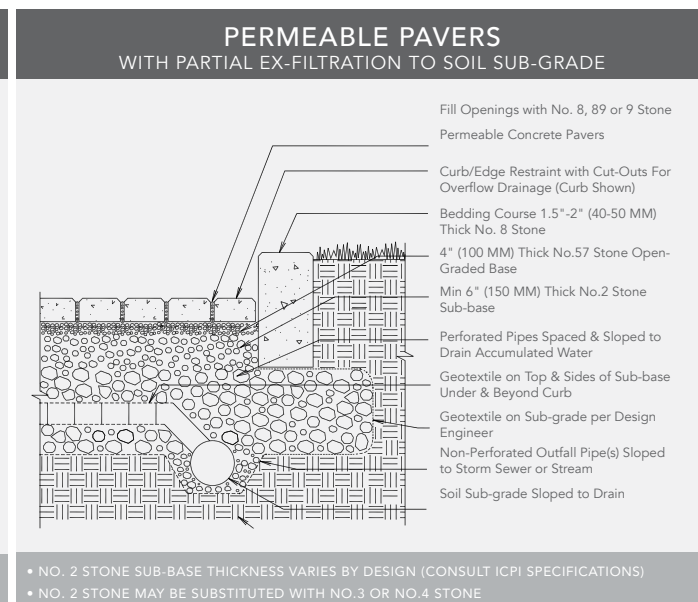 PERMEABLE PAVERS
WITH PARTIAL EX-FILTRATION TO SOIL SUB-GRADE
Fill Openings with No. 8, 89 or 9 Stone
Permeable Concrete Pavers
Curb/Edge Restraint with Cut-Outs For
Overflow Drainage (Curb Shown)
Bedding Course 1.5"-2" (40-50 MM)
Thick No. 8 Stone
4" (100 MM) Thick No.57 Stone Open-
Graded Base
Min 6" (150 MM) Thick No.2 Stone
Sub-base
Perforated Pipes Spaced & Sloped to
Drain Accumulated Water
Geotextile on Top & Sides of Sub-base
Under & Beyond Curb
Geotextile on Sub-grade per Design
Engineer
Non-Perforated Outfall Pipe(s) Sloped
to Storm Sewer or Stream
Soil Sub-grade Sloped to Drain
• NO. 2 STONE SUB-BASE THICKNESS VARIES BY DESIGN (CONSULT ICPI SPECIFICATIONS)
• NO. 2 STONE MAY BE SUBSTITUTED WITH NO.3 OR NO.4 STONE